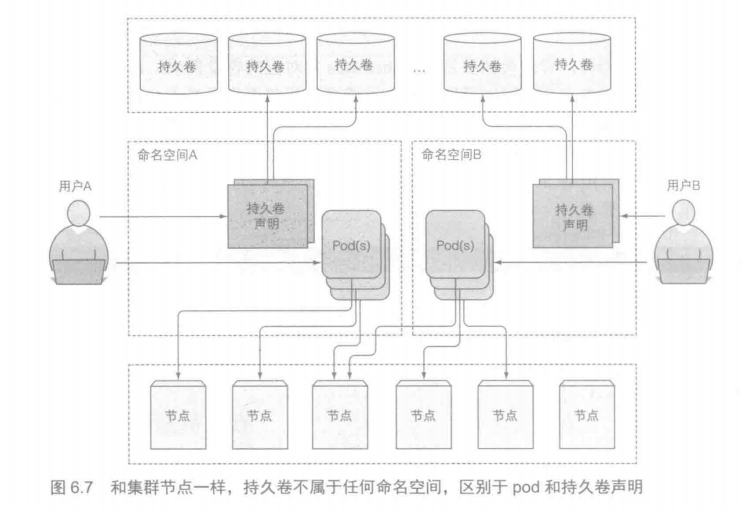 持久卷 持久卷 持久卷 ... 持久卷 持久卷
命名空间A 命名空间B
用户A 用户B
持久卷 持久卷
声明 声明
Pod(s) Pod(s)
节点 节点 节点 节点 节点 节点
图 6.7 和集群节点一样，持久卷不属于任何命名空间，区别于 pod 和持久卷声明